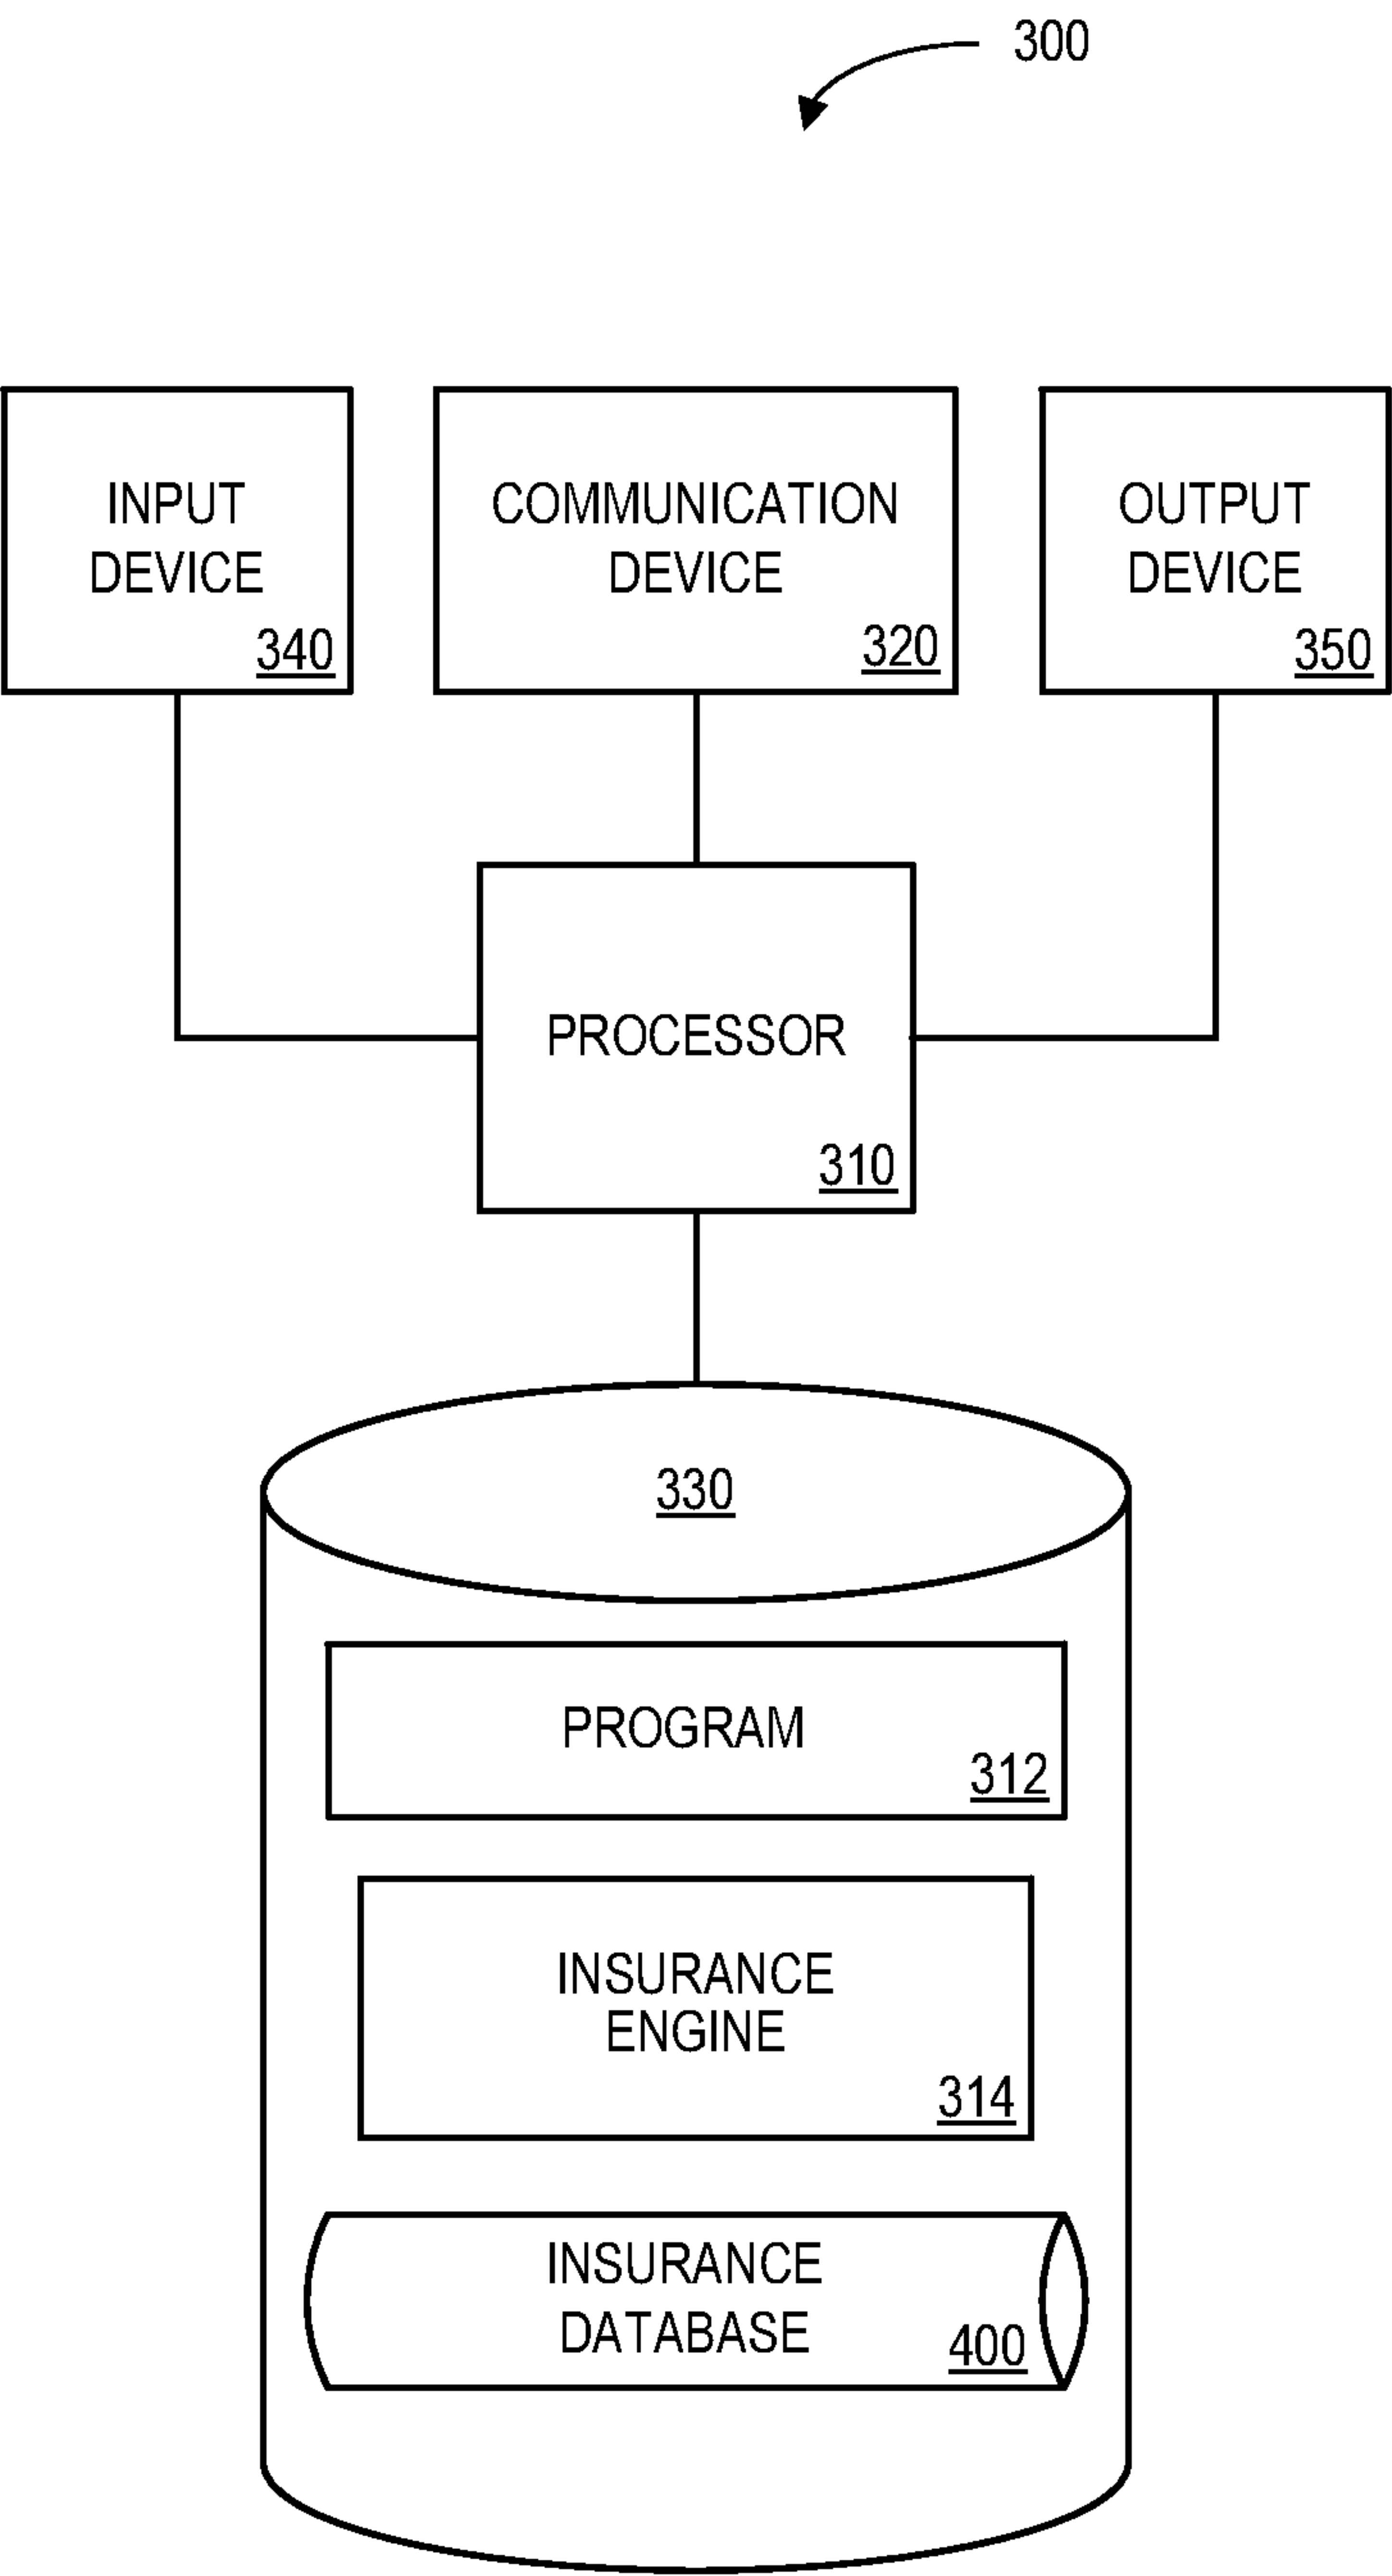 300
INPUT
DEVICE
340
COMMUNICATION
DEVICE
320
OUTPUT
DEVICE
350
PROCESSOR
310
330
PROGRAM
312
INSURANCE
ENGINE
314
INSURANCE
DATABASE
400